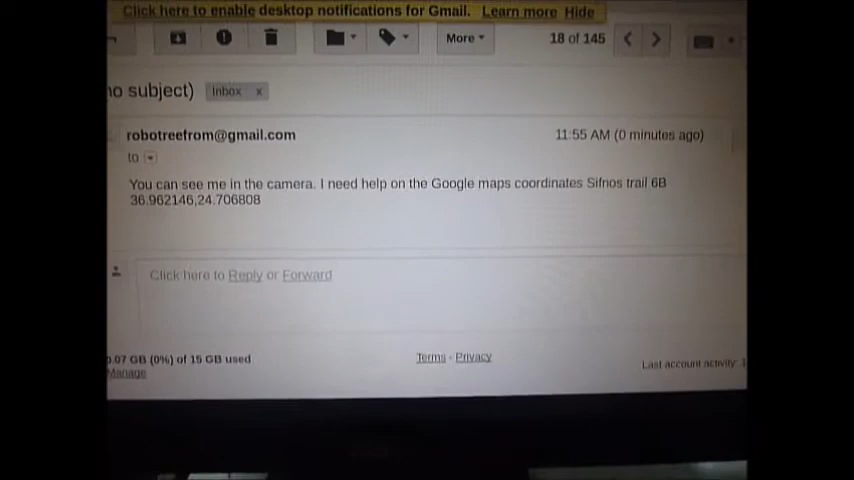 Click here to enable desktop notifications for Gmail. Learn more Hide
More 18 of 145
no subject) Inbox x
robotreefrom@gmail.com 11:55 AM (0 minutes ago)
to
You can see me in the camera. I need help on the Google maps coordinates Sifnos trail 6B
36.962146,24.706808
Click here to Reply or Forward
0.07 GB (0%) of 15 GB used
Manage
Terms - Privacy
Last account activity: